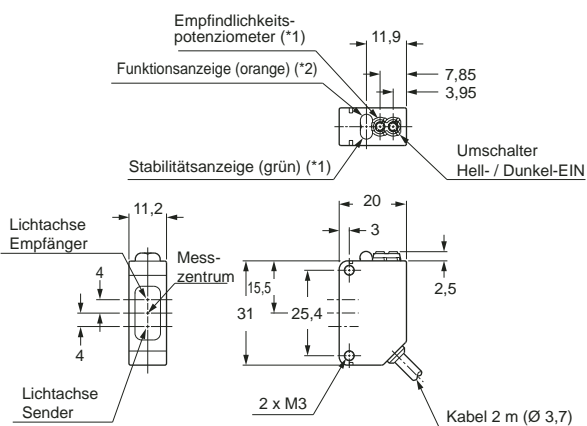 Empfindlichkeits-
potenziometer (*1)
11,9
Funktionsanzeige (orange) (*2)
7,85
3,95
Stabilitätsanzeige (grün) (*1)
Umschalter
Hell- / Dunkel-EIN
11,2
20
Lichtachse
Empfänger
3
Mess-
zentrum
4
15,5
2,5
31
25,4
4
Lichtachse
Sender
2 x M3
Kabel 2 m (Ø 3,7)